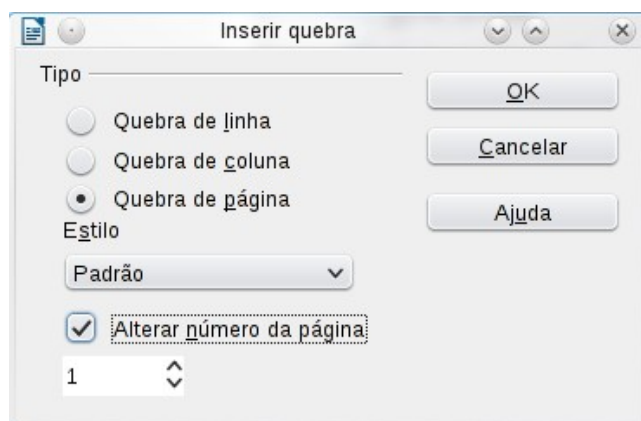 Inserir quebra
Tipo
Quebra de linha
Quebra de coluna
Quebra de página
Estilo
Padrão
Alterar número da página
1
OK
Cancelar
Ajuda